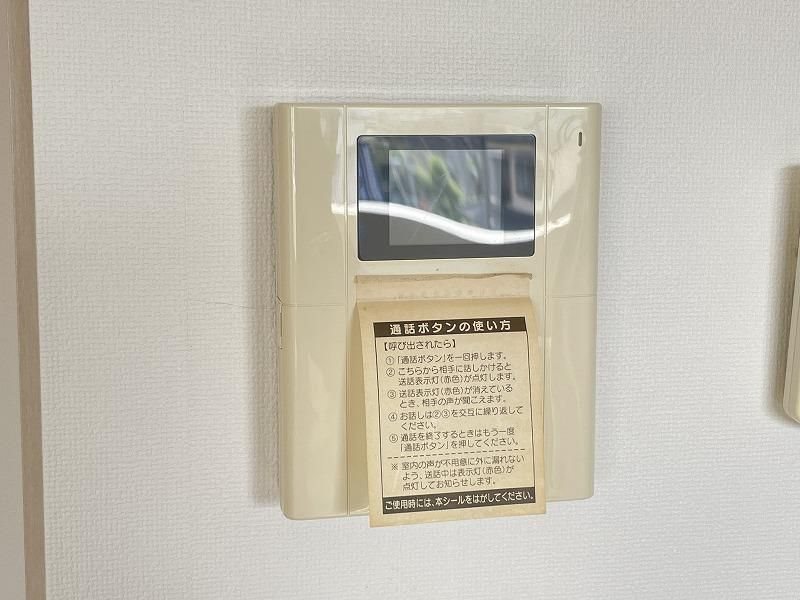 通話ボタンの使い方
【呼び出されたら】
①「通話ボタン」を一回押します。
② こちらから相手に話しかけると
送話表示灯(赤色)が点灯します。
③ 送話表示灯(赤色)が消えている
とき、相手の声が聞こえます。
④ お話しは②③を交互に繰り返して
ください。
⑤ 通話を終了するときはもう一度
「通話ボタン」を押してください。
※ 室内の声が不用意に外に漏れない
よう、送話中は表示灯(赤色)が
点灯してお知らせします。
ご使用時には、本シールをはがしてください。